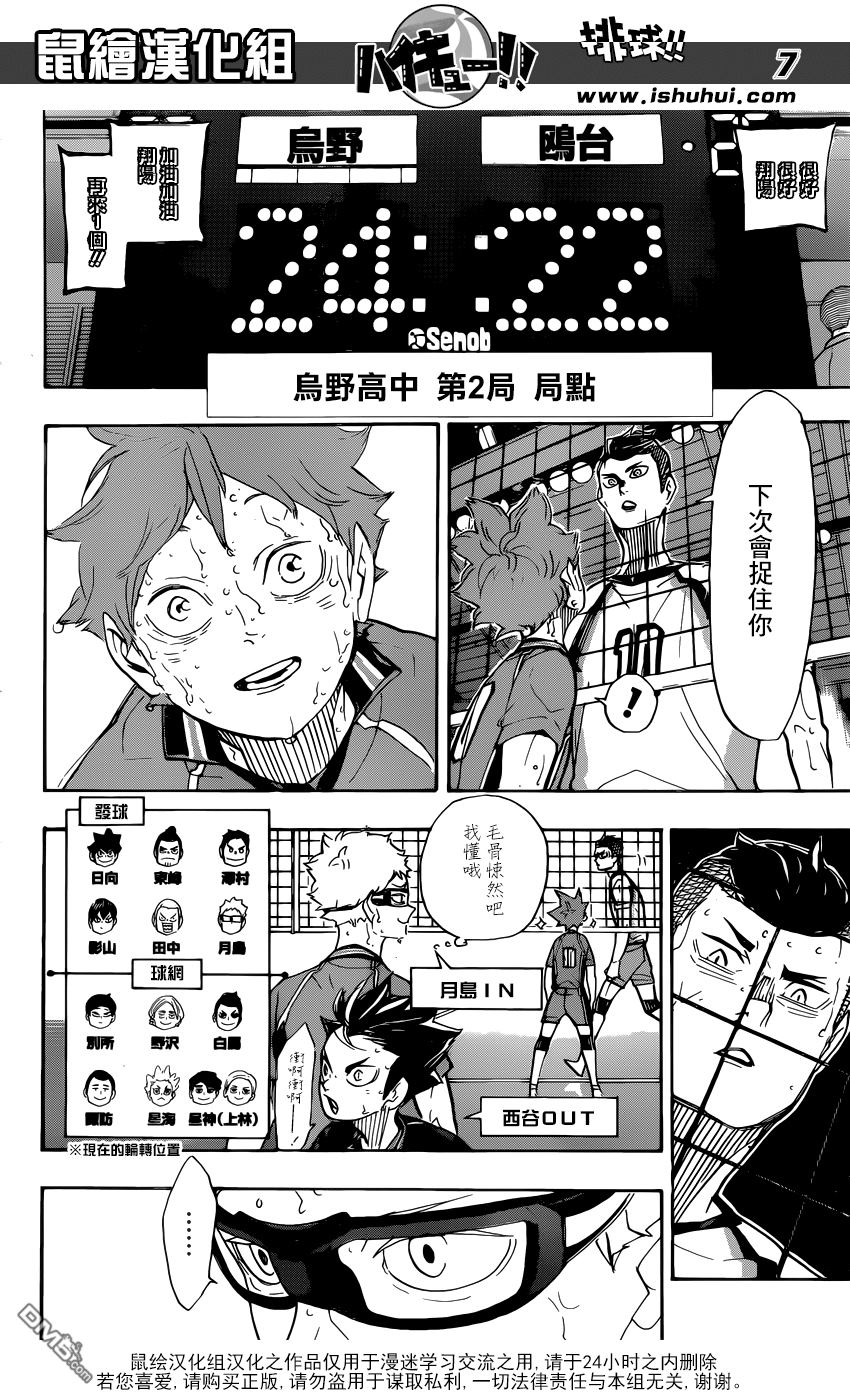 鼠繪漢化組
ハイキュー!!
排球!!
7
www.ishuhui.com
烏野
鴎台
很好
很好
翔陽
加油加油
翔陽
再來1個!!
24:22
Senoh
烏野高中 第2局 局點
下次會捉住你
!
發球
日向
東峰
澤村
影山
田中
月島
球網
別所
野沢
白馬
諏訪
星海
昼神(上林)
※現在的輪轉位置
毛骨悚然吧
我懂哦
月島IN
衝啊衝啊
西谷OUT
……
鼠绘汉化组汉化之作品仅用于漫迷学习交流之用, 请于24小时之内删除
若您喜爱, 请购买正版, 请勿盗用于谋取私利, 一切法律责任与本组无关, 谢谢。